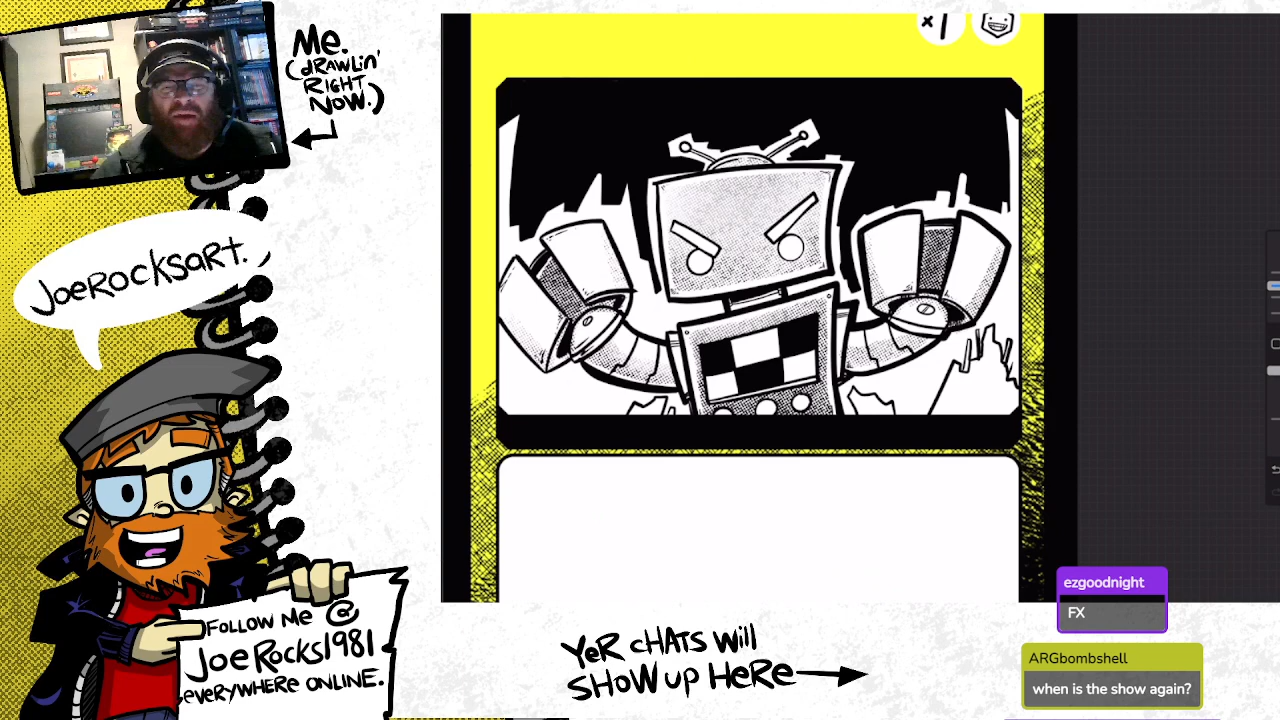 Me.
(dRAWLin'
RiGHT
NOW.)
x1
JoeRocksart.
FOLLOW Me @
JoeRocks1981
everywhere online.
YeR cHATs Will
SHOW up HeRe
ezgoodnight
FX
ARGbombshell
when is the show again?